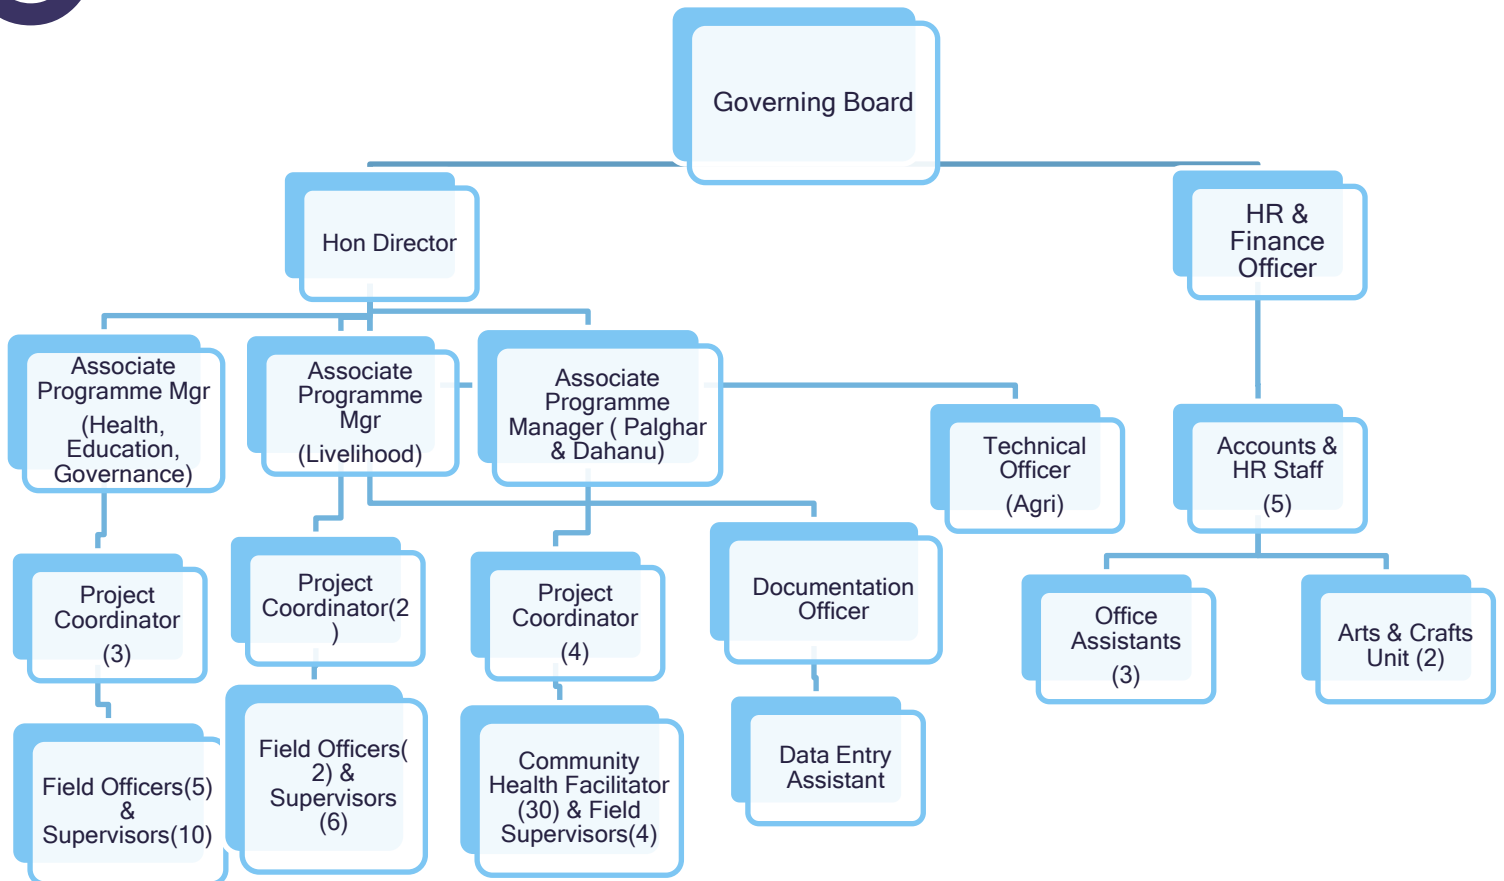 Governing Board
Hon Director
HR &
Finance
Officer
Associate
Programme Mgr
(Health,
Education,
Governance)
Associate
Programme
Mgr
(Livelihood)
Associate
Programme
Manager ( Palghar
& Dahanu)
Technical
Officer
(Agri)
Accounts &
HR Staff
(5)
Project
Coordinator
(3)
Project
Coordinator(2
)
Project
Coordinator
(4)
Documentation
Officer
Office
Assistants
(3)
Arts & Crafts
Unit (2)
Field Officers(5)
&
Supervisors(10)
Field Officers(
2) &
Supervisors
(6)
Community
Health Facilitator
(30) & Field
Supervisors(4)
Data Entry
Assistant